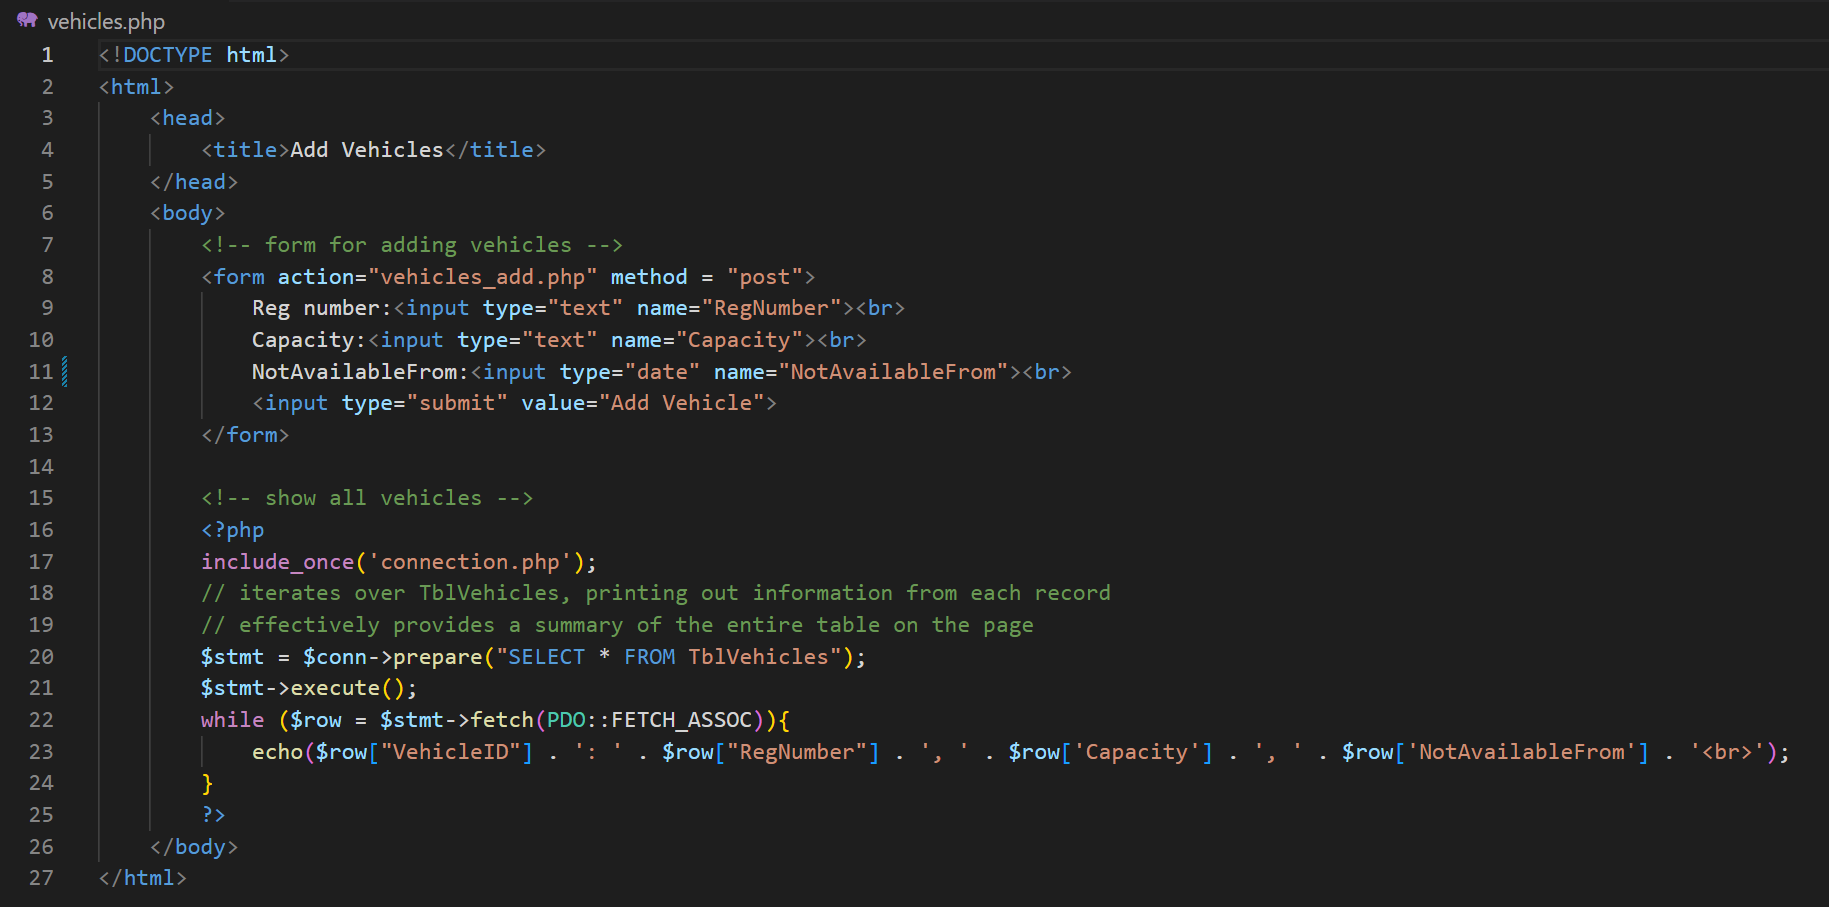 vehicles.php
1 <!DOCTYPE html>
2 <html>
3     <head>
4         <title>Add Vehicles</title>
5     </head>
6     <body>
7         <!-- form for adding vehicles -->
8         <form action="vehicles_add.php" method = "post">
9             Reg number:<input type="text" name="RegNumber"><br>
10             Capacity:<input type="text" name="Capacity"><br>
11             NotAvailableFrom:<input type="date" name="NotAvailableFrom"><br>
12             <input type="submit" value="Add Vehicle">
13         </form>
14
15         <!-- show all vehicles -->
16         <?php
17         include_once('connection.php');
18         // iterates over TblVehicles, printing out information from each record
19         // effectively provides a summary of the entire table on the page
20         $stmt = $conn->prepare("SELECT * FROM TblVehicles");
21         $stmt->execute();
22         while ($row = $stmt->fetch(PDO::FETCH_ASSOC)){
23             echo($row["VehicleID"] . ': ' . $row["RegNumber"] . ', ' . $row['Capacity'] . ', ' . $row['NotAvailableFrom'] . '<br>');
24         }
25         ?>
26     </body>
27 </html>